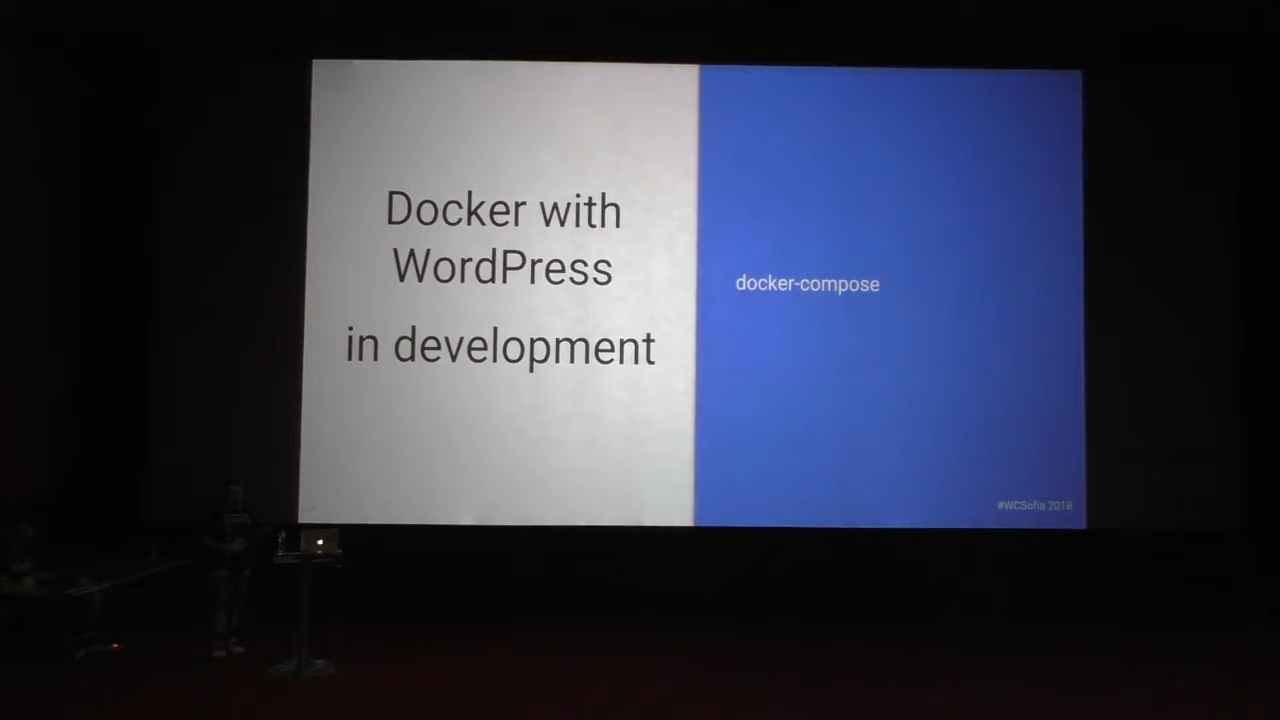 Docker with
WordPress
in development
docker-compose
#WCSofia 2018